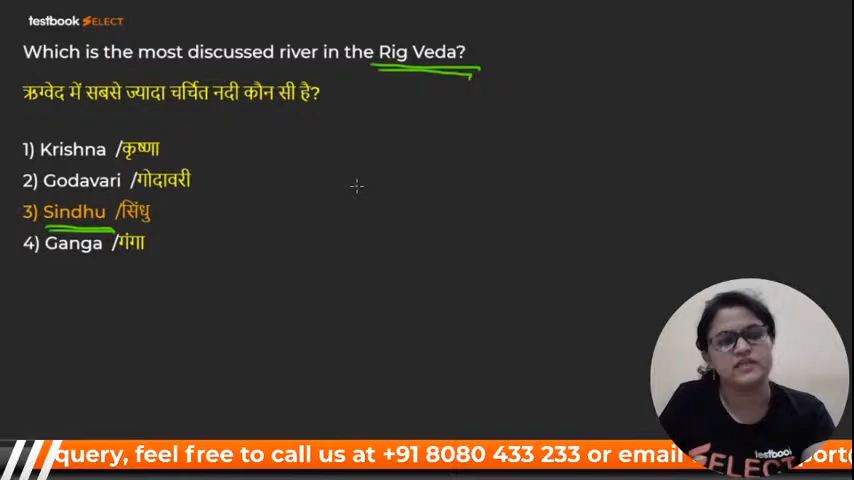 testbook SELECT
Which is the most discussed river in the Rig Veda?
ऋग्वेद में सबसे ज्यादा चर्चित नदी कौन सी है?
1) Krishna /कृष्णा
2) Godavari /गोदावरी
3) Sindhu /सिंधु
4) Ganga /गंगा
testbook
SELECT
query, feel free to call us at +91 8080 433 233 or email